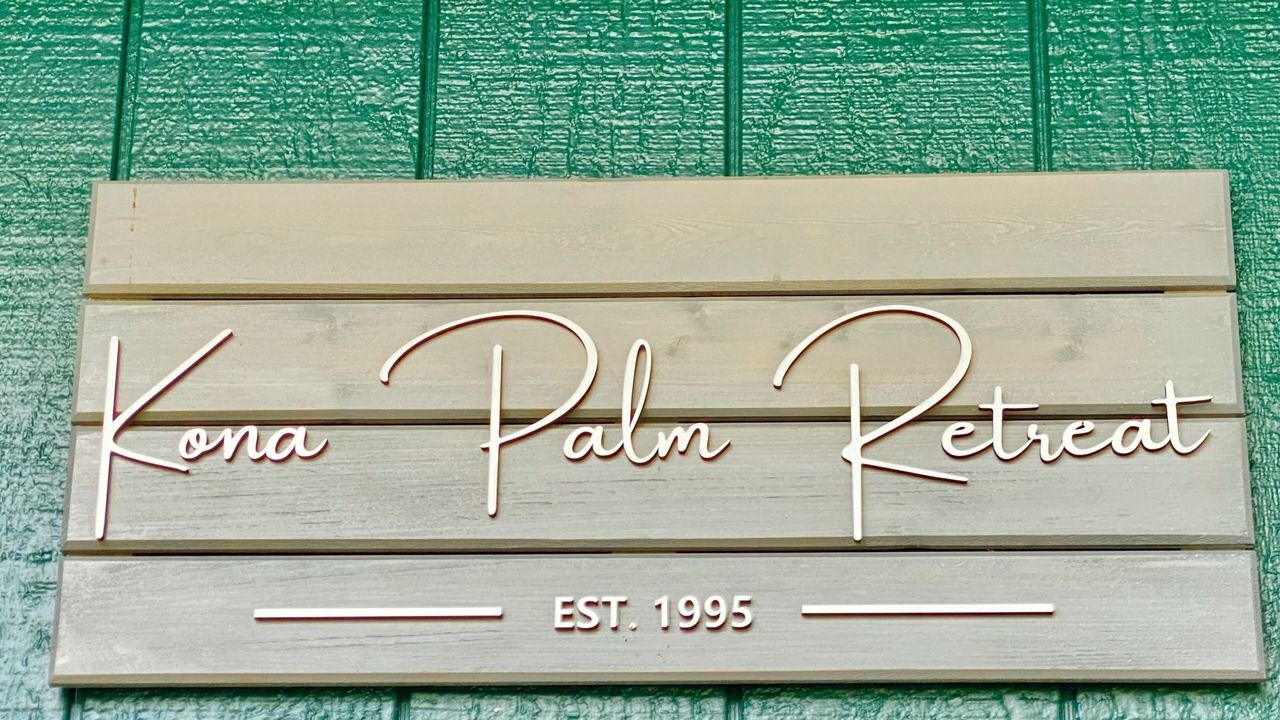 Kona Palm Retreat
EST. 1995